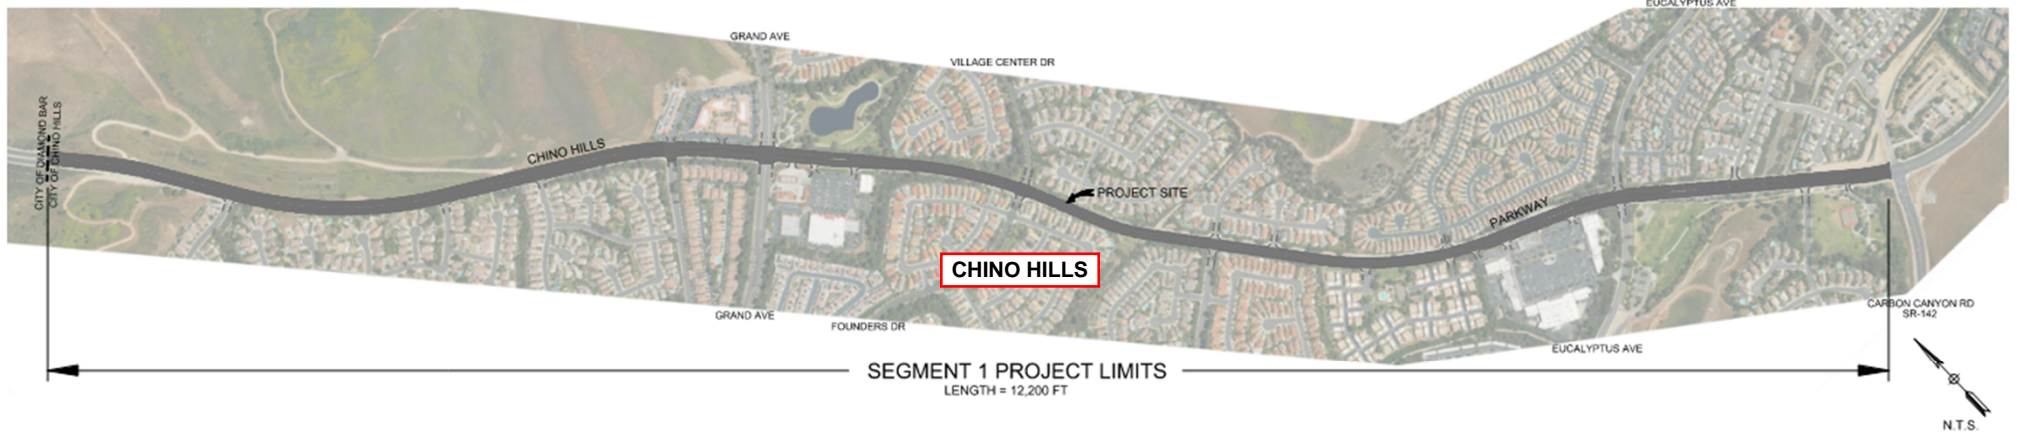 EUCALYPTUS AVE
GRAND AVE
VILLAGE CENTER DR
CITY OF DIAMOND BAR
CITY OF CHINO HILLS
CHINO HILLS
PROJECT SITE
PARKWAY
CHINO HILLS
GRAND AVE
FOUNDERS DR
CARBON CANYON RD
SR-142
EUCALYPTUS AVE
SEGMENT 1 PROJECT LIMITS
LENGTH = 12,200 FT
N.T.S.